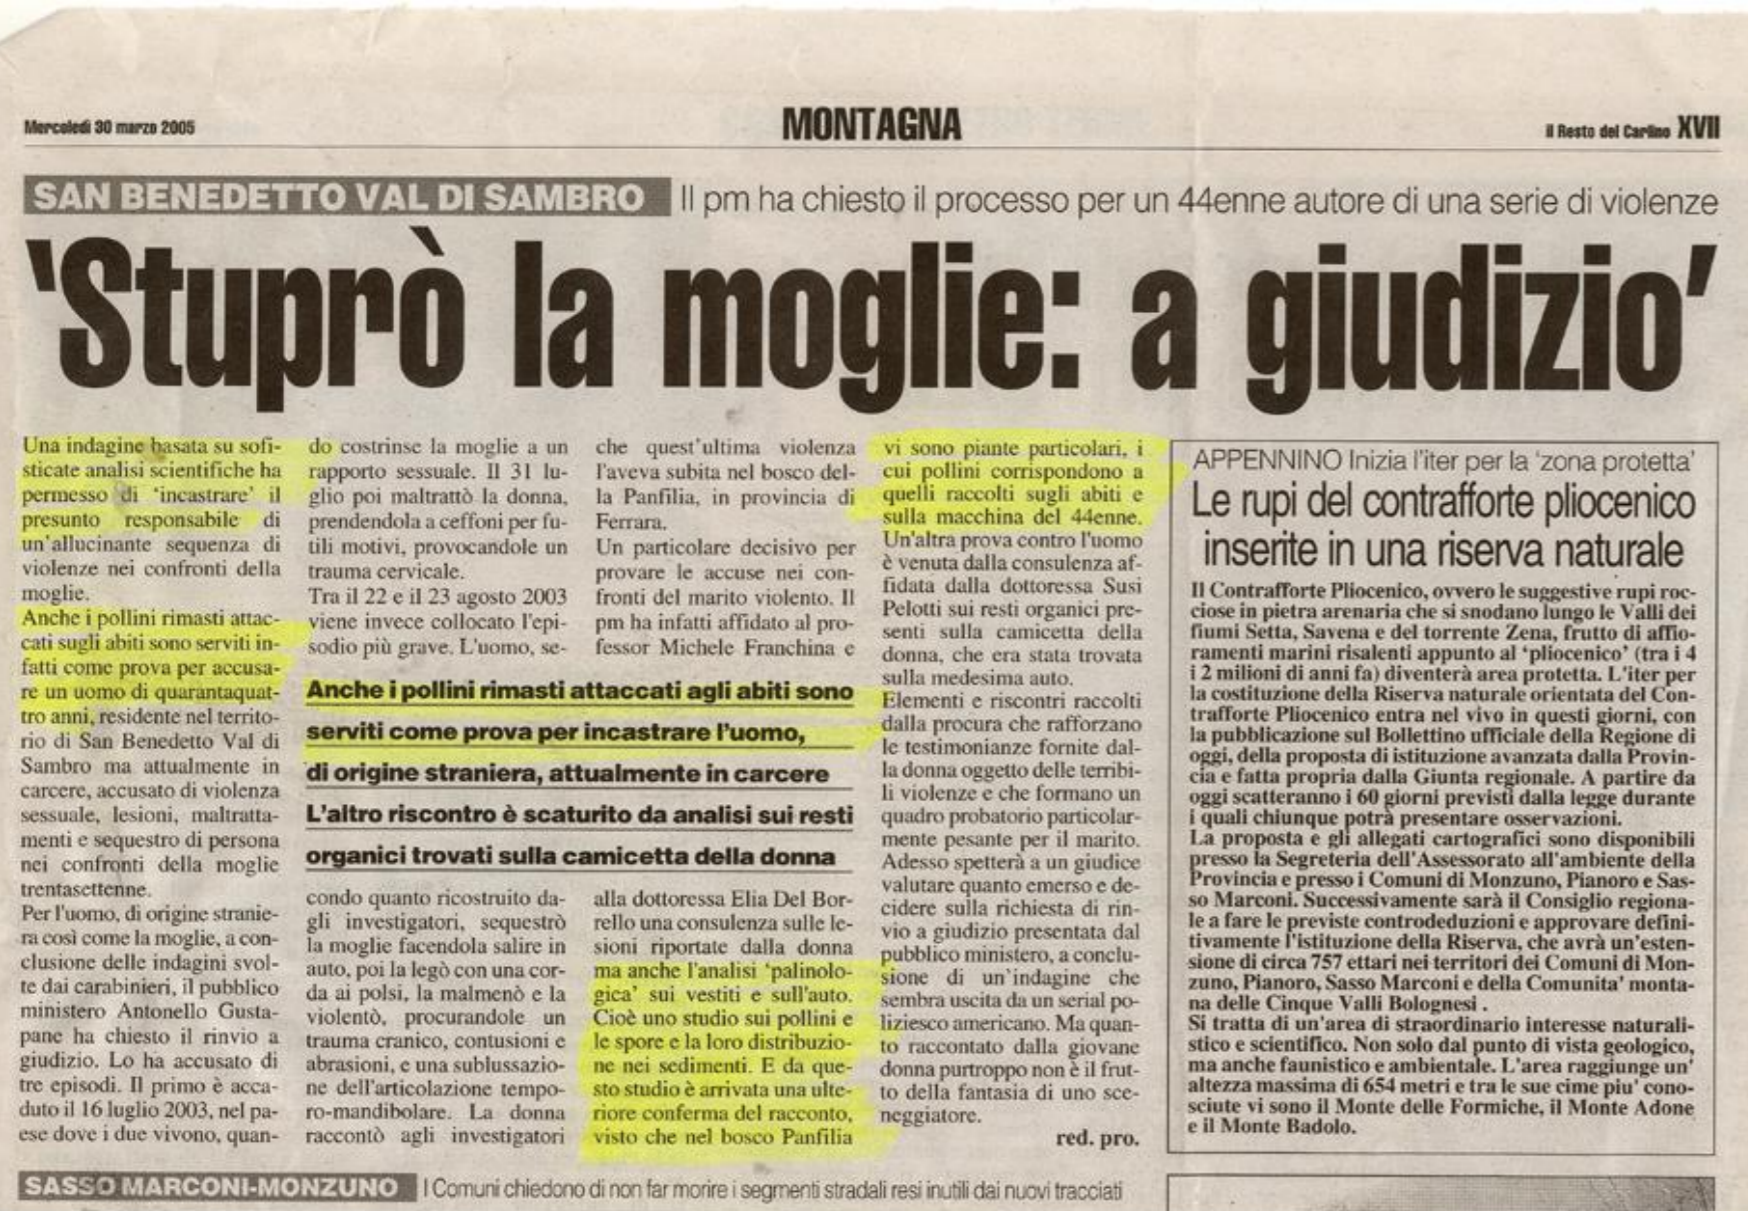 Mercoledì 30 marzo 2005
MONTAGNA
il Resto del Carlino XVII
SAN BENEDETTO VAL DI SAMBRO Il pm ha chiesto il processo per un 44enne autore di una serie di violenze
'Stuprò la moglie: a giudizio'
Una indagine basata su sofi-
sticate analisi scientifiche ha
permesso di 'incastrare' il
presunto responsabile di
un'allucinante sequenza di
violenze nei confronti della
moglie.
Anche i pollini rimasti attac-
cati sugli abiti sono serviti in-
fatti come prova per accusa-
re un uomo di quarantaquat-
tro anni, residente nel territo-
rio di San Benedetto Val di
Sambro ma attualmente in
carcere, accusato di violenza
sessuale, lesioni, maltratta-
menti e sequestro di persona
nei confronti della moglie
trentasettenne.
Per l'uomo, di origine stranie-
ra così come la moglie, a con-
clusione delle indagini svol-
te dai carabinieri, il pubblico
ministero Antonello Gusta-
pane ha chiesto il rinvio a
giudizio. Lo ha accusato di
tre episodi. Il primo è acca-
duto il 16 luglio 2003, nel pa-
ese dove i due vivono, quan-
do costrinse la moglie a un
rapporto sessuale. Il 31 lu-
glio poi maltrattò la donna,
prendendola a ceffoni per fu-
tili motivi, provocandole un
trauma cervicale.
Tra il 22 e il 23 agosto 2003
viene invece collocato l'epi-
sodio più grave. L'uomo, se-
condo quanto ricostruito da-
gli investigatori, sequestrò
la moglie facendola salire in
auto, poi la legò con una cor-
da ai polsi, la malmenò e la
violentò, procurandole un
trauma cranico, contusioni e
abrasioni, e una sublussazio-
ne dell'articolazione tempo-
ro-mandibolare. La donna
raccontò agli investigatori
che quest'ultima violenza
l'aveva subita nel bosco del-
la Panfilia, in provincia di
Ferrara.
Un particolare decisivo per
provare le accuse nei con-
fronti del marito violento. Il
pm ha infatti affidato al pro-
fessor Michele Franchina e
alla dottoressa Elia Del Bor-
rello una consulenza sulle le-
sioni riportate dalla donna
ma anche l'analisi 'palinolo-
gica' sui vestiti e sull'auto.
Cioè uno studio sui pollini e
le spore e la loro distribuzio-
ne nei sedimenti. E da que-
sto studio è arrivata una ulte-
riore conferma del racconto,
visto che nel bosco Panfilia
vi sono piante particolari, i
cui pollini corrispondono a
quelli raccolti sugli abiti e
sulla macchina del 44enne.
Un'altra prova contro l'uomo
è venuta dalla consulenza af-
fidata dalla dottoressa Susi
Pelotti sui resti organici pre-
senti sulla camicetta della
donna, che era stata trovata
sulla medesima auto.
Elementi e riscontri raccolti
dalla procura che rafforzano
le testimonianze fornite dal-
la donna oggetto delle terribi-
li violenze e che formano un
quadro probatorio particolar-
mente pesante per il marito.
Adesso spetterà a un giudice
valutare quanto emerso e de-
cidere sulla richiesta di rin-
vio a giudizio presentata dal
pubblico ministero, a conclu-
sione di un'indagine che
sembra uscita da un serial po-
liziesco americano. Ma quan-
to raccontato dalla giovane
donna purtroppo non è il frut-
to della fantasia di uno sce-
neggiatore.
red. pro.
Anche i pollini rimasti attaccati agli abiti sono
serviti come prova per incastrare l'uomo,
di origine straniera, attualmente in carcere
L'altro riscontro è scaturito da analisi sui resti
organici trovati sulla camicetta della donna
APPENNINO Inizia l'iter per la 'zona protetta'
Le rupi del contrafforte pliocenico
inserite in una riserva naturale
Il Contrafforte Pliocenico, ovvero le suggestive rupi roc-
ciose in pietra arenaria che si snodano lungo le Valli dei
fiumi Setta, Savena e del torrente Zena, frutto di affio-
ramenti marini risalenti appunto al 'pliocenico' (tra i 4
i 2 milioni di anni fa) diventerà area protetta. L'iter per
la costituzione della Riserva naturale orientata del Con-
trafforte Pliocenico entra nel vivo in questi giorni, con
la pubblicazione sul Bollettino ufficiale della Regione di
oggi, della proposta di istituzione avanzata dalla Provin-
cia e fatta propria dalla Giunta regionale. A partire da
oggi scatteranno i 60 giorni previsti dalla legge durante
i quali chiunque potrà presentare osservazioni.
La proposta e gli allegati cartografici sono disponibili
presso la Segreteria dell'Assessorato all'ambiente della
Provincia e presso i Comuni di Monzuno, Pianoro e Sas-
so Marconi. Successivamente sarà il Consiglio regiona-
le a fare le previste controdeduzioni e approvare defini-
tivamente l'istituzione della Riserva, che avrà un'esten-
sione di circa 757 ettari nei territori dei Comuni di Mon-
zuno, Pianoro, Sasso Marconi e della Comunita' monta-
na delle Cinque Valli Bolognesi .
Si tratta di un'area di straordinario interesse naturali-
stico e scientifico. Non solo dal punto di vista geologico,
ma anche faunistico e ambientale. L'area raggiunge un'
altezza massima di 654 metri e tra le sue cime piu' cono-
sciute vi sono il Monte delle Formiche, il Monte Adone
e il Monte Badolo.
SASSO MARCONI-MONZUNO I Comuni chiedono di non far morire i segmenti stradali resi inutili dai nuovi tracciati